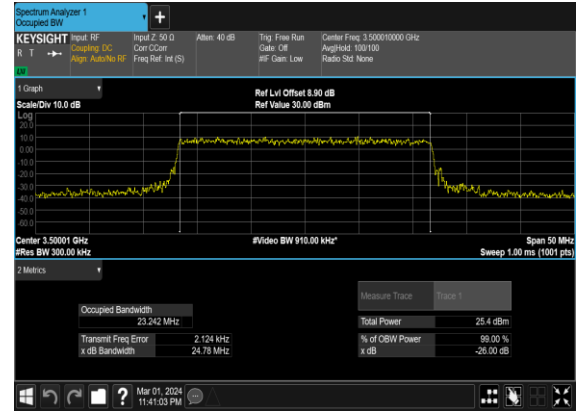 Spectrum Analyzer 1
Occupied BW
+
KEYSIGHT Input: RF Input Z: 50 Ω Atten: 40 dB Trig: Free Run Center Freq: 3.500010000 GHz
R T Coupling: DC Corr CCorr Gate: Off Avg|Hold: 100/100
Align: Auto/No RF Freq Ref: Int (S) #IF Gain: Low Radio Std: None
LV
1 Graph Ref Lvl Offset 8.90 dB
Scale/Div 10.0 dB Ref Value 30.00 dBm
Log
20.0
10.0
0.00
-10.0
-20.0
-30.0
-40.0
-50.0
-60.0
Center 3.50001 GHz #Video BW 910.00 kHz* Span 50 MHz
#Res BW 300.00 kHz Sweep 1.00 ms (1001 pts)
2 Metrics
Measure Trace Trace 1
Occupied Bandwidth
23.242 MHz Total Power 25.4 dBm
Transmit Freq Error 2.124 kHz % of OBW Power 99.00 %
x dB Bandwidth 24.78 MHz x dB -26.00 dB
? Mar 01, 2024
11:41:03 PM